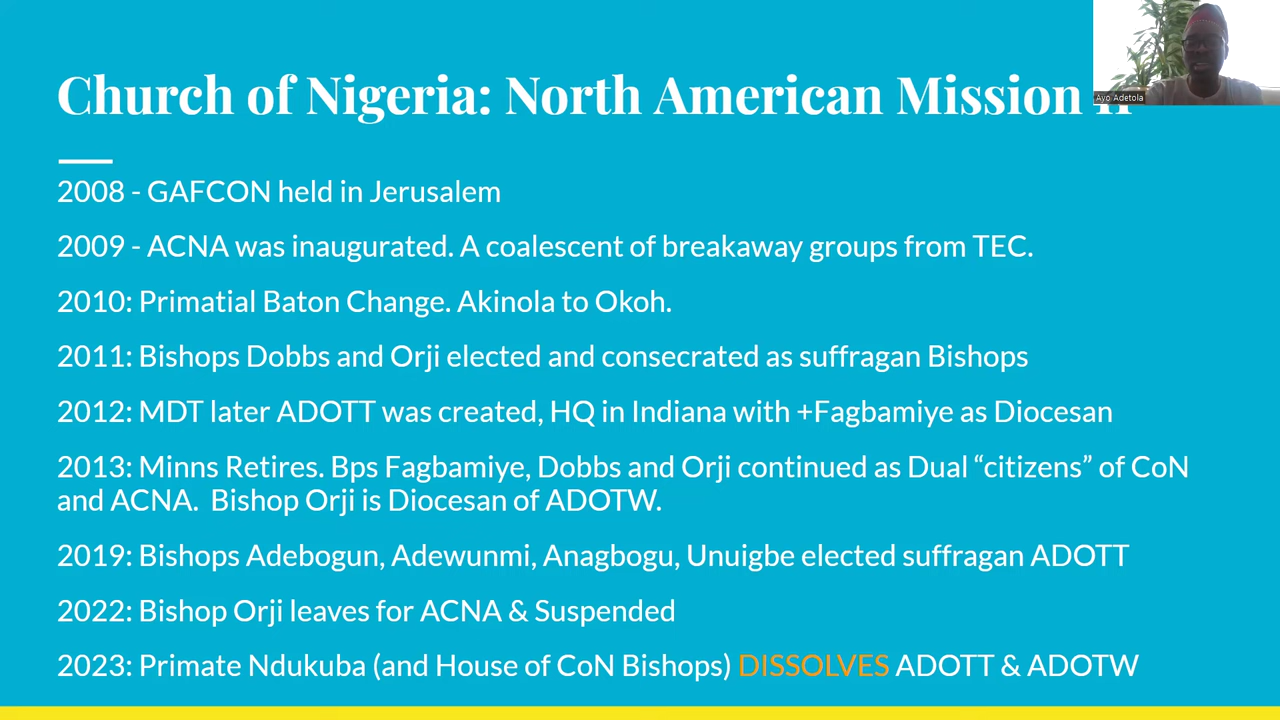 Church of Nigeria: North American Mission
Ayo Adetola
2008 - GAFCON held in Jerusalem
2009 - ACNA was inaugurated. A coalescent of breakaway groups from TEC.
2010: Primatial Baton Change. Akinola to Okoh.
2011: Bishops Dobbs and Orji elected and consecrated as suffragan Bishops
2012: MDT later ADOTT was created, HQ in Indiana with +Fagbamiye as Diocesan
2013: Minns Retires. Bps Fagbamiye, Dobbs and Orji continued as Dual “citizens” of CoN
and ACNA. Bishop Orji is Diocesan of ADOTW.
2019: Bishops Adebogun, Adewunmi, Anagbogu, Unuigbe elected suffragan ADOTT
2022: Bishop Orji leaves for ACNA & Suspended
2023: Primate Ndukuba (and House of CoN Bishops) DISSOLVES ADOTT & ADOTW